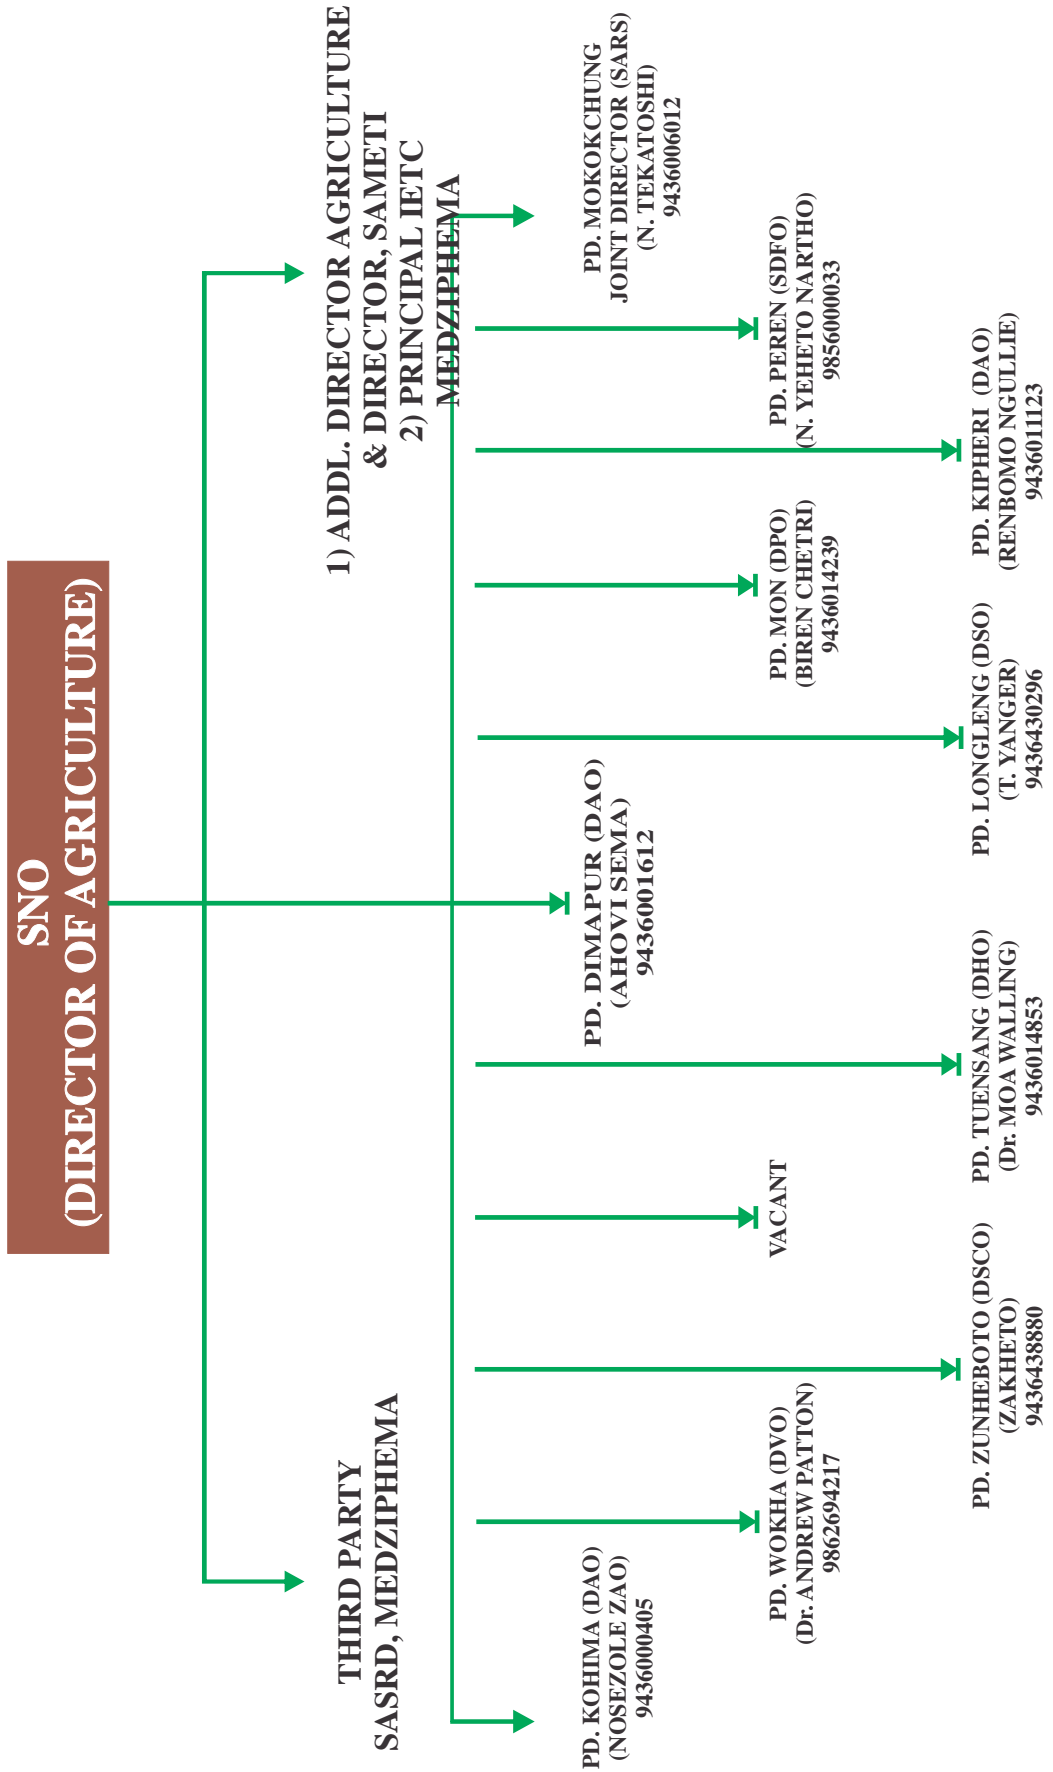 SNO
(DIRECTOR OF AGRICULTURE)
THIRD PARTY
SASRD, MEDZIPHEMA
1) ADDL. DIRECTOR AGRICULTURE
& DIRECTOR, SAMETI
2) PRINCIPAL IETC
MEDZIPHEMA
PD. KOHIMA (DAO)
(NOSEZOLE ZAO)
9436000405
PD. DIMAPUR (DAO)
(AHOVI SEMA)
9436001612
PD. MOKOKCHUNG
JOINT DIRECTOR (SARS)
(N. TEKATOSHI)
9436006012
PD. WOKHA (DVO)
(Dr. ANDREW PATTON)
9862694217
VACANT
PD. MON (DPO)
(BIREN CHETRI)
9436014239
PD. PEREN (SDFO)
(N. YEHETO NARTHO)
9856000033
PD. ZUNHEBOTO (DSCO)
(ZAKHETO)
9436438880
PD. TUENSANG (DHO)
(Dr. MOA WALLING)
9436014853
PD. LONGLENG (DSO)
(T. YANGER)
9436430296
PD. KIPHERI (DAO)
(RENBOMO NGULLIE)
9436011123